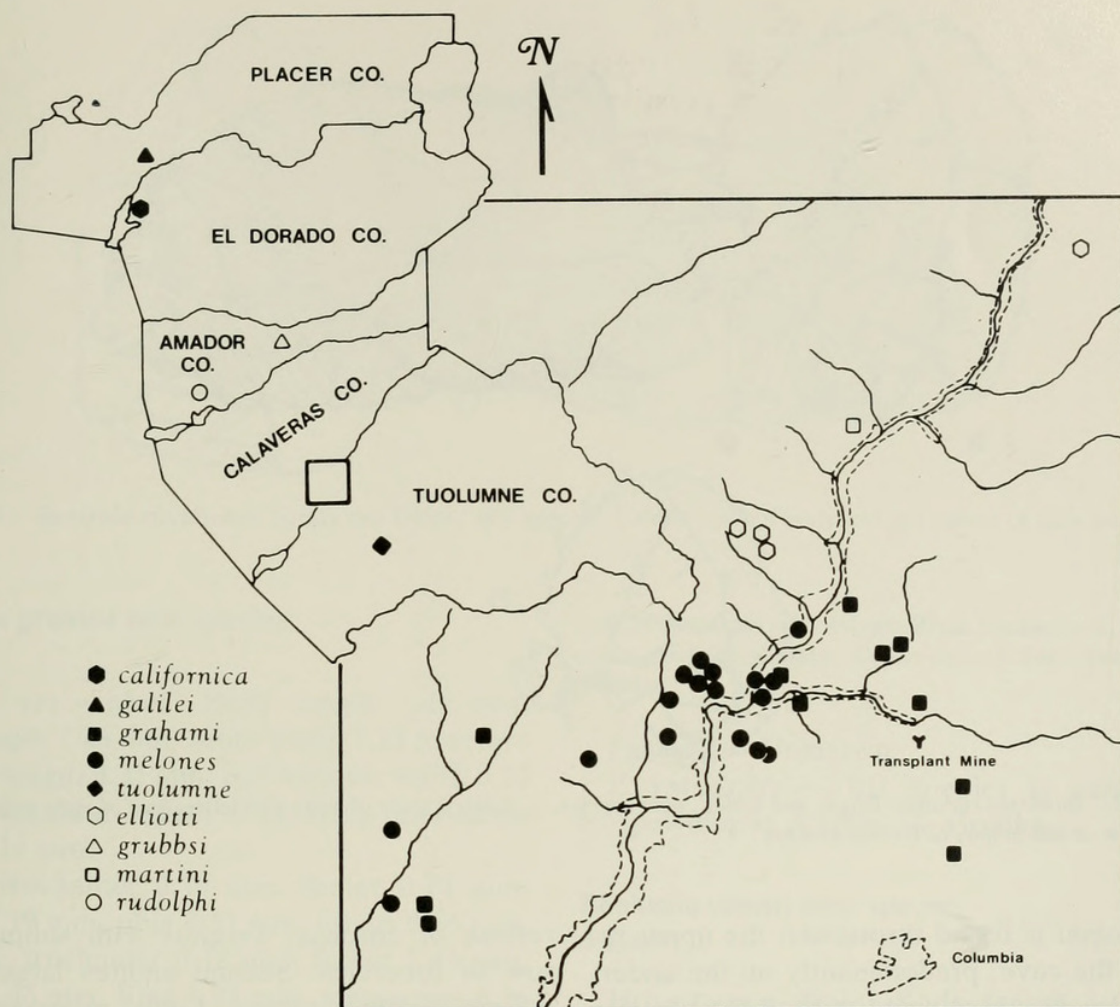 N
PLACER CO.
EL DORADO CO.
AMADOR
CO.
CALAVERAS CO.
TUOLUMNE CO.
californica
galilei
grahami
melones
tuolumne
elliotti
grubbsi
martini
rudolphi
Transplant Mine
Columbia